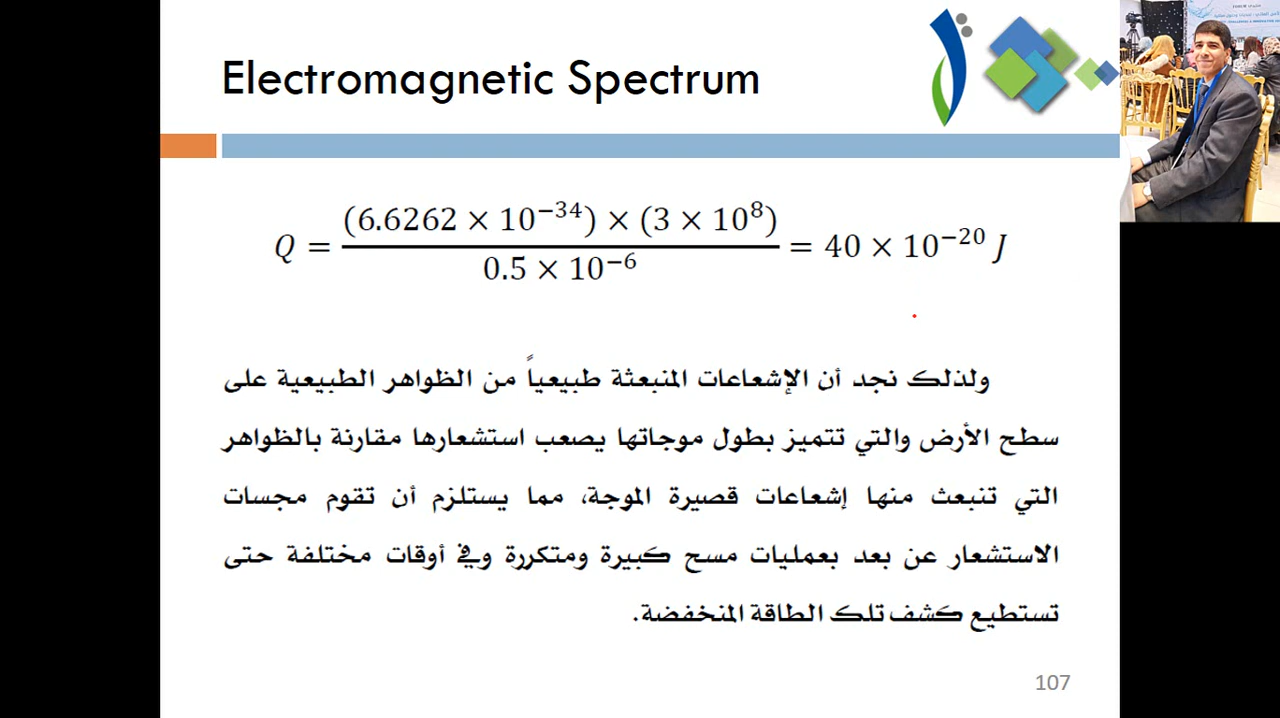 Electromagnetic Spectrum
Q = (6.6262 × 10⁻³⁴) × (3 × 10⁸) / 0.5 × 10⁻⁶ = 40 × 10⁻²⁰ J
ولذلك نجد أن الإشعاعات المنبعثة طبيعياً من الظواهر الطبيعية على
سطح الأرض والتي تتميز بطول موجاتها يصعب استشعارها مقارنة بالظواهر
التي تنبعث منها إشعاعات قصيرة الموجة، مما يستلزم أن تقوم مجسات
الاستشعار عن بعد بعمليات مسح كبيرة ومتكررة وفي أوقات مختلفة حتى
تستطيع كشف تلك الطاقة المنخفضة.
107